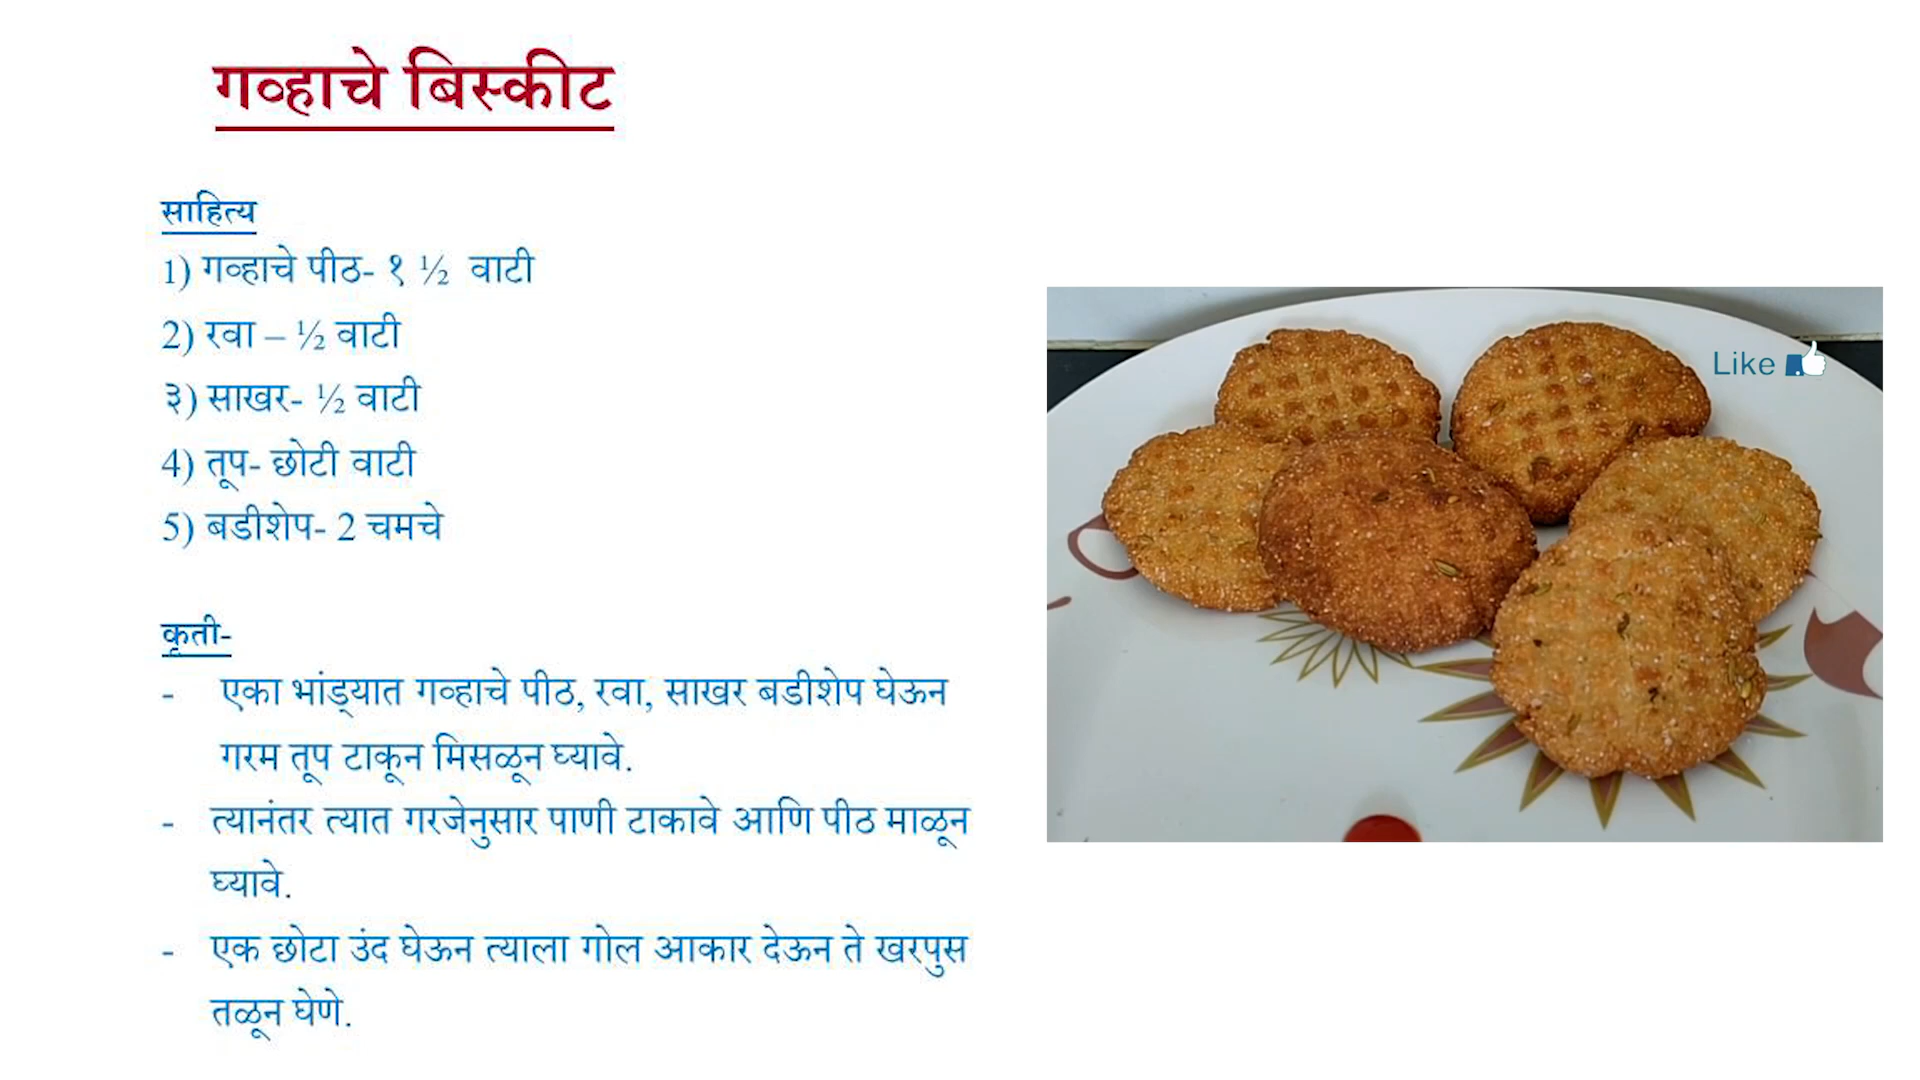 गव्हाचे बिस्कीट
साहित्य
1) गव्हाचे पीठ- १ ½ वाटी
2) रवा – ½ वाटी
३) साखर- ½ वाटी
4) तूप- छोटी वाटी
5) बडीशेप- 2 चमचे
कृती-
- एका भांड्यात गव्हाचे पीठ, रवा, साखर बडीशेप घेऊन
गरम तूप टाकून मिसळून घ्यावे.
- त्यानंतर त्यात गरजेनुसार पाणी टाकावे आणि पीठ माळून
घ्यावे.
- एक छोटा उंद घेऊन त्याला गोल आकार देऊन ते खरपुस
तळून घेणे.
Like